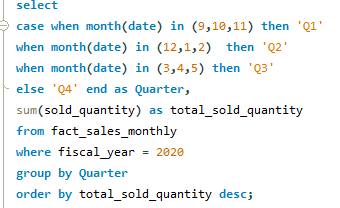 select
case when month(date) in (9,10,11) then 'Q1'
when month(date) in (12,1,2)  then 'Q2'
when month(date) in (3,4,5) then 'Q3'
else 'Q4' end as Quarter,
sum(sold_quantity) as total_sold_quantity
from fact_sales_monthly
where fiscal_year = 2020
group by Quarter
order by total_sold_quantity desc;